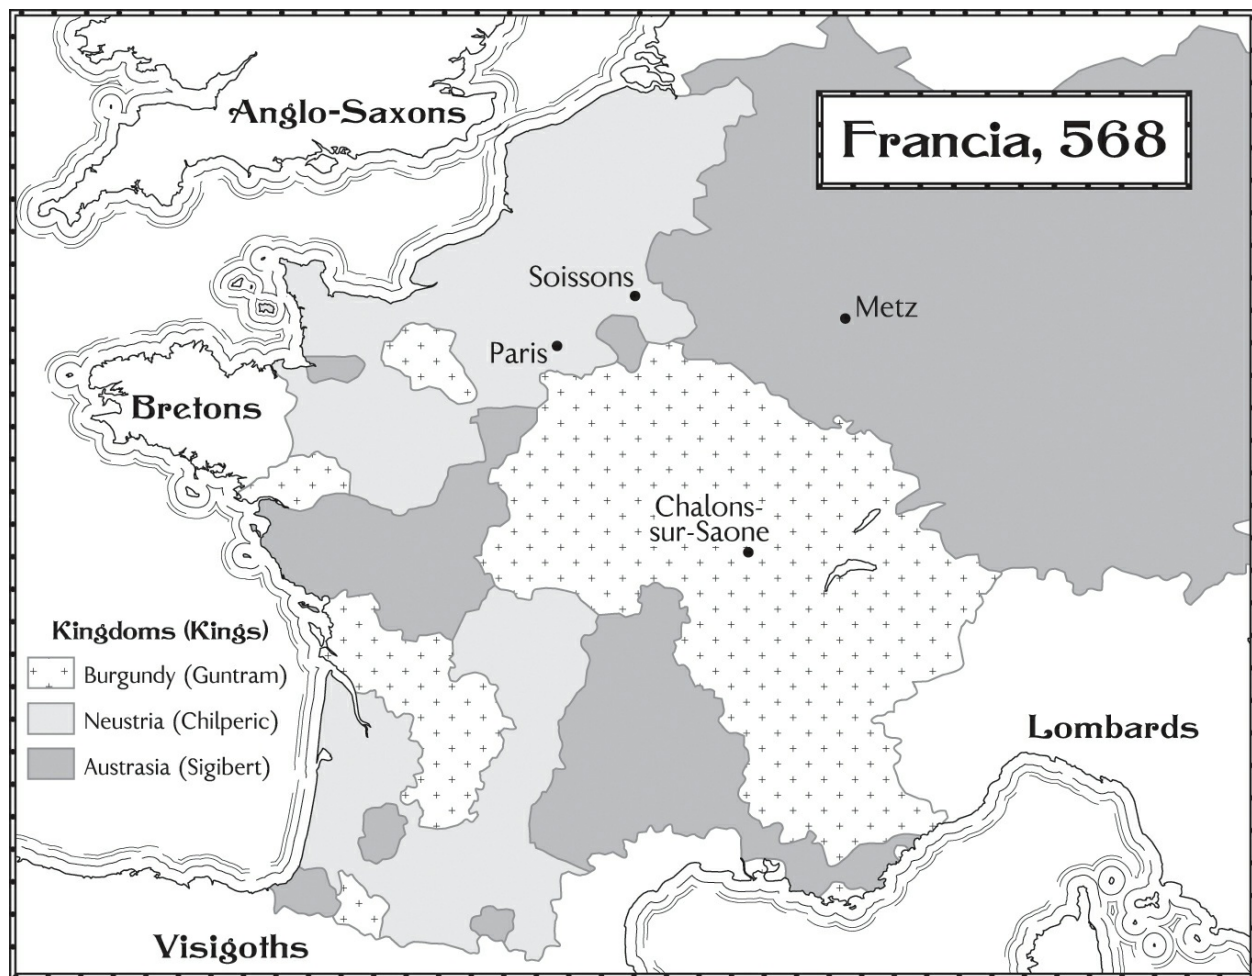 Anglo-Saxons
Francia, 568
Soissons
Metz
Paris
Bretons
Chalons-
sur-Saone
Kingdoms (Kings)
Burgundy (Guntram)
Neustria (Chilperic)
Austrasia (Sigibert)
Lombards
Visigoths